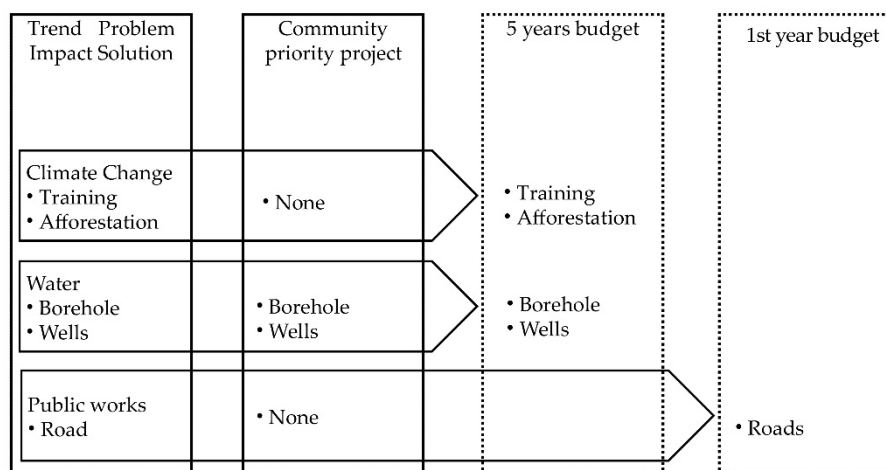 Trend Problem
Impact Solution
Community
priority project
5 years budget
1st year budget
Climate Change
• Training
• Afforestation
• None
• Training
• Afforestation
Water
• Borehole
• Wells
• Borehole
• Wells
• Borehole
• Wells
Public works
• Road
• None
• Roads